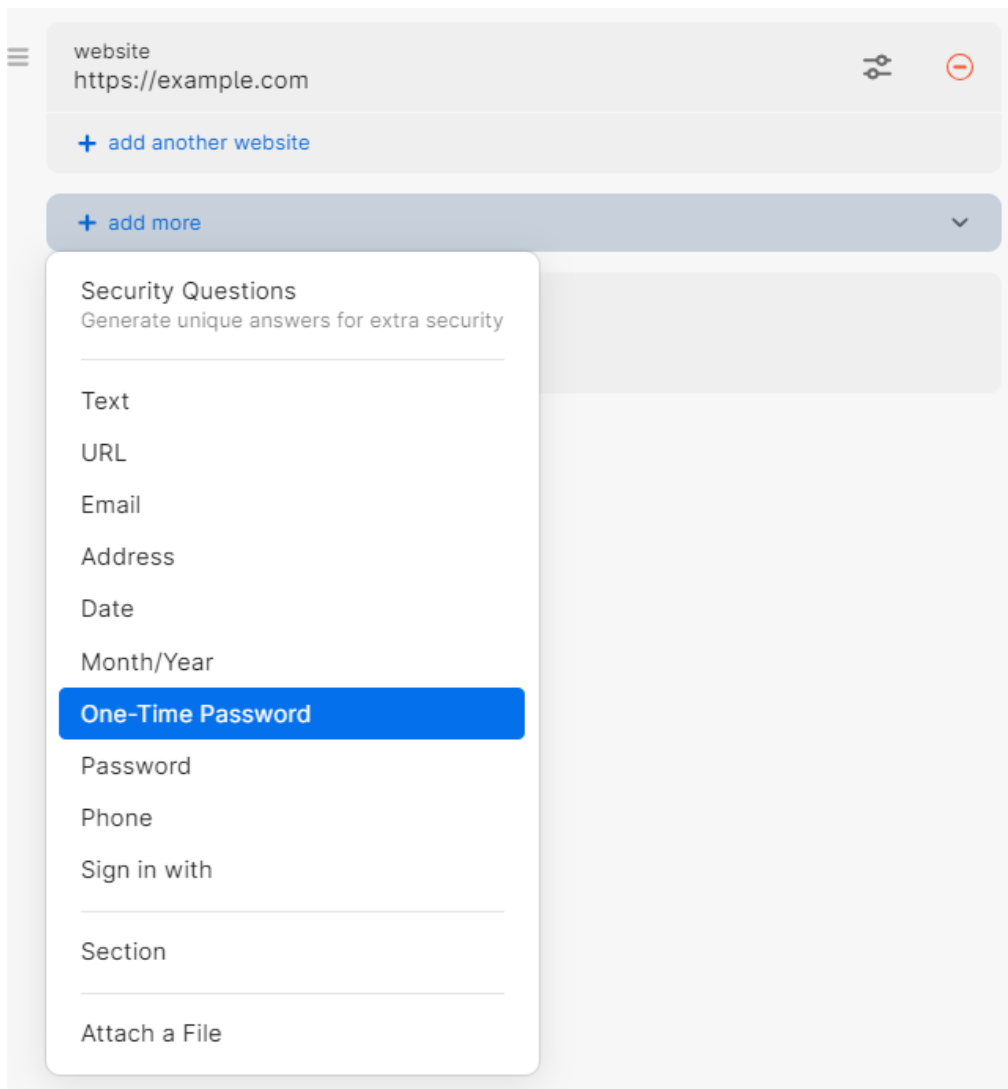 website
https://example.com
+ add another website
+ add more
Security Questions
Generate unique answers for extra security
Text
URL
Email
Address
Date
Month/Year
One-Time Password
Password
Phone
Sign in with
Section
Attach a File